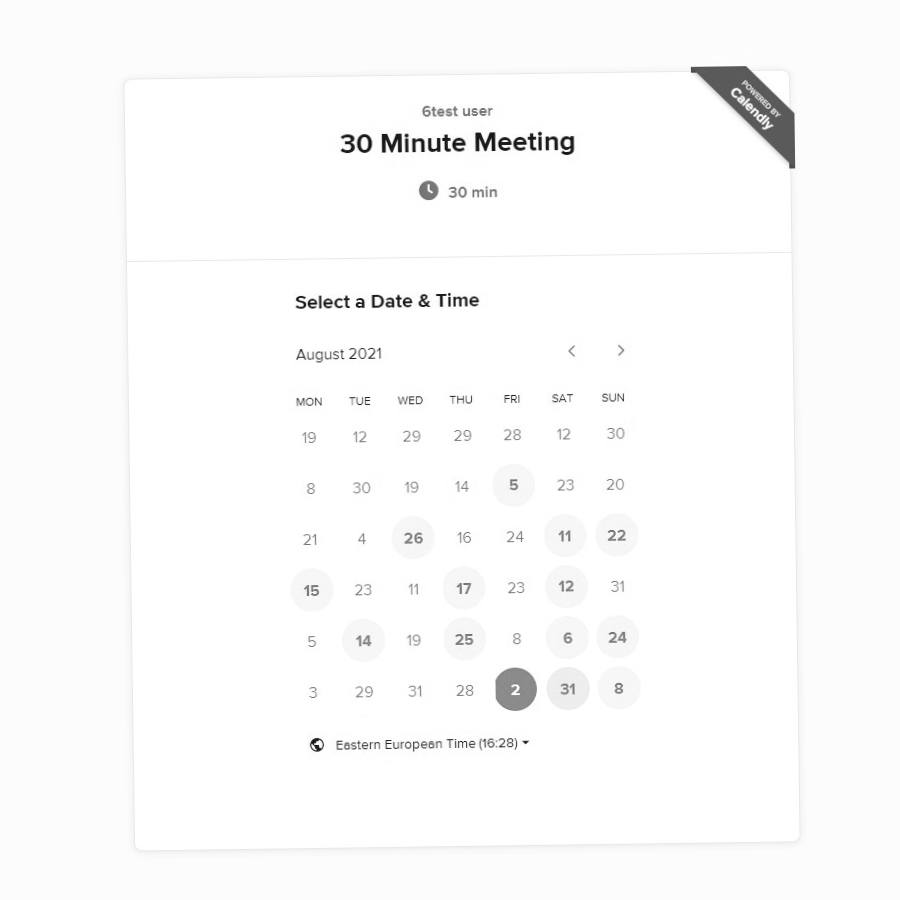 POWERED BY
Calendly
6test user
30 Minute Meeting
30 min
Select a Date & Time
August 2021
MON TUE WED THU FRI SAT SUN
19 12 29 29 28 12 30
8 30 19 14 5 23 20
21 4 26 16 24 11 22
15 23 11 17 23 12 31
5 14 19 25 8 6 24
3 29 31 28 2 31 8
Eastern European Time (16:28)